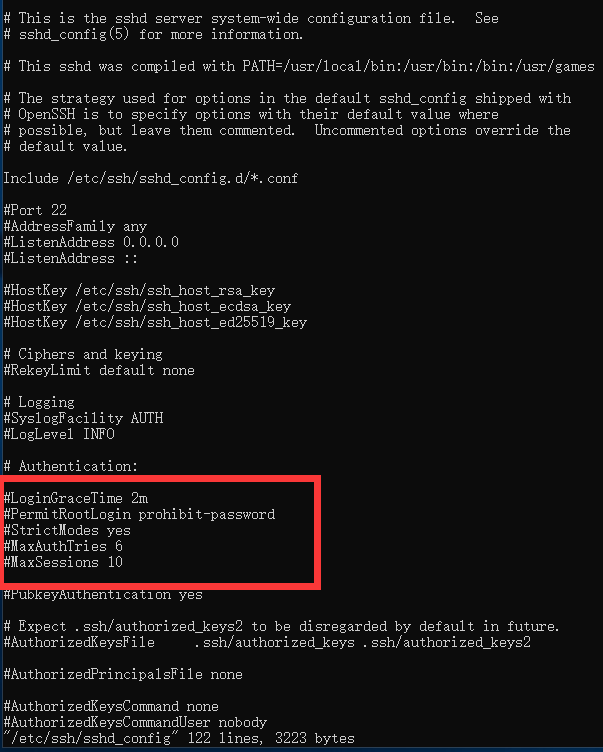 # This is the sshd server system-wide configuration file.  See
# sshd_config(5) for more information.
# This sshd was compiled with PATH=/usr/local/bin:/usr/bin:/bin:/usr/games
# The strategy used for options in the default sshd_config shipped with
# OpenSSH is to specify options with their default value where
# possible, but leave them commented.  Uncommented options override the
# default value.
Include /etc/ssh/sshd_config.d/*.conf
#Port 22
#AddressFamily any
#ListenAddress 0.0.0.0
#ListenAddress ::
#HostKey /etc/ssh/ssh_host_rsa_key
#HostKey /etc/ssh/ssh_host_ecdsa_key
#HostKey /etc/ssh/ssh_host_ed25519_key
# Ciphers and keying
#RekeyLimit default none
# Logging
#SyslogFacility AUTH
#LogLevel INFO
# Authentication:
#LoginGraceTime 2m
#PermitRootLogin prohibit-password
#StrictModes yes
#MaxAuthTries 6
#MaxSessions 10
#PubkeyAuthentication yes
# Expect .ssh/authorized_keys2 to be disregarded by default in future.
#AuthorizedKeysFile     .ssh/authorized_keys .ssh/authorized_keys2
#AuthorizedPrincipalsFile none
#AuthorizedKeysCommand none
#AuthorizedKeysCommandUser nobody
"/etc/ssh/sshd_config" 122 lines, 3223 bytes